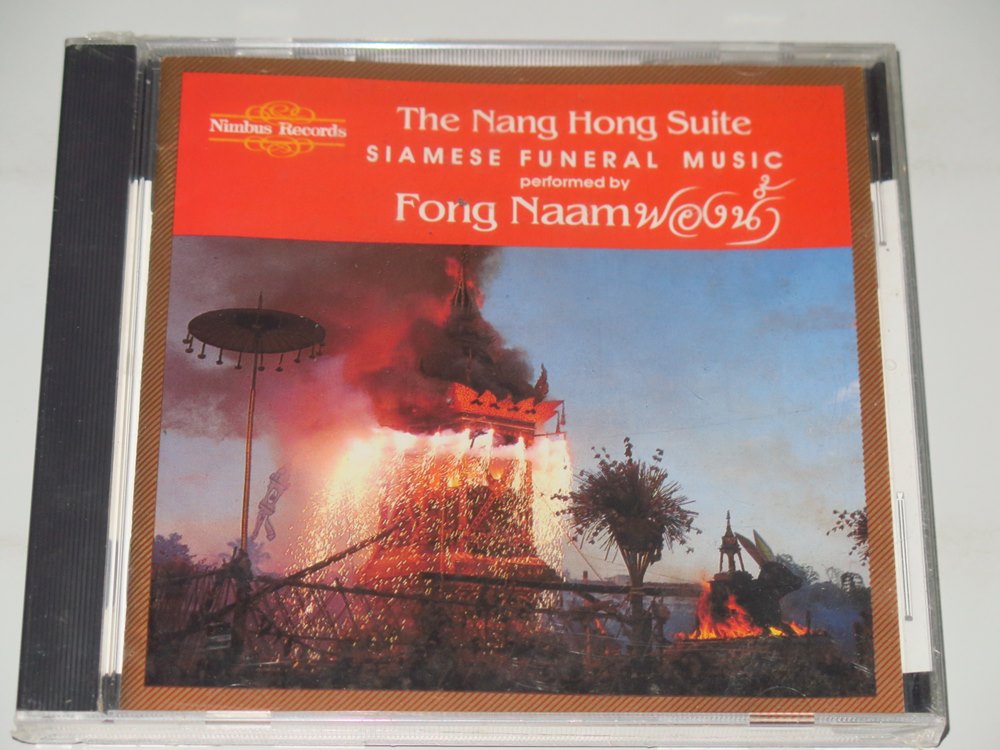 Nimbus Records
The Nang Hong Suite
SIAMESE FUNERAL MUSIC
performed by
Fong Naam ฟองน้ำ